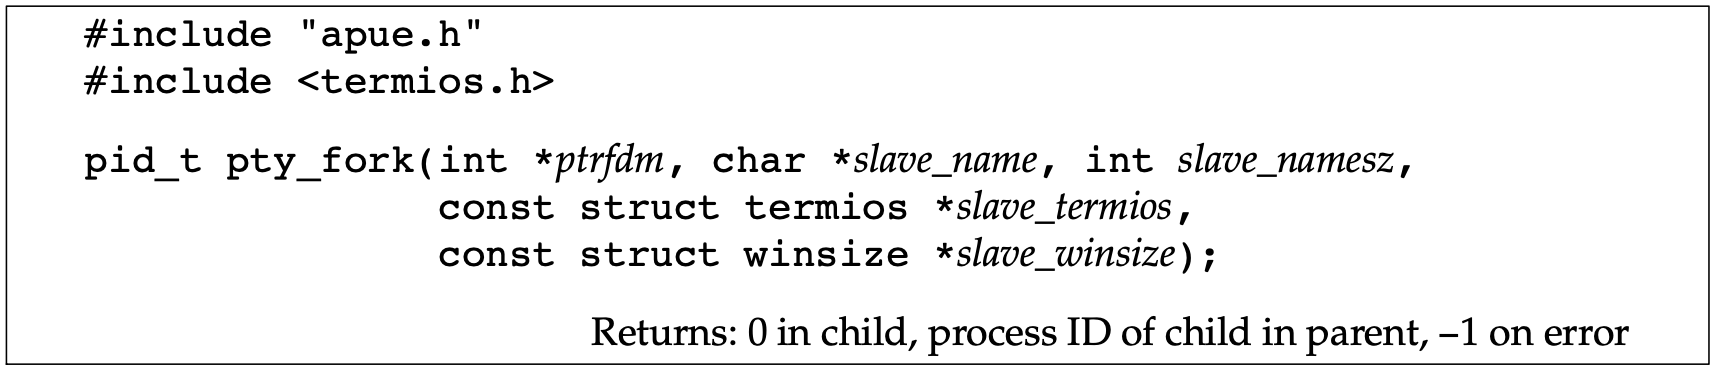 #include "apue.h"
#include <termios.h>
pid_t pty_fork(int *ptrfdm, char *slave_name, int slave_namesz,
const struct termios *slave_termios,
const struct winsize *slave_winsize);
Returns: 0 in child, process ID of child in parent, –1 on error